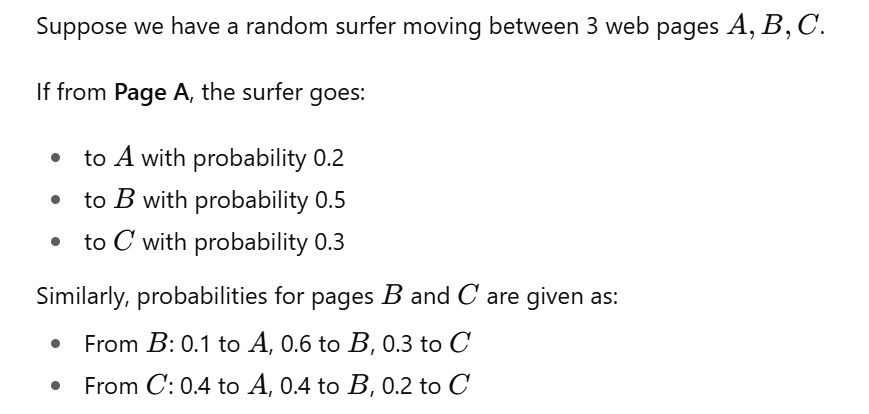 Suppose we have a random surfer moving between 3 web pages A, B, C.
If from Page A, the surfer goes:
• to A with probability 0.2
• to B with probability 0.5
• to C with probability 0.3
Similarly, probabilities for pages B and C are given as:
• From B: 0.1 to A, 0.6 to B, 0.3 to C
• From C: 0.4 to A, 0.4 to B, 0.2 to C